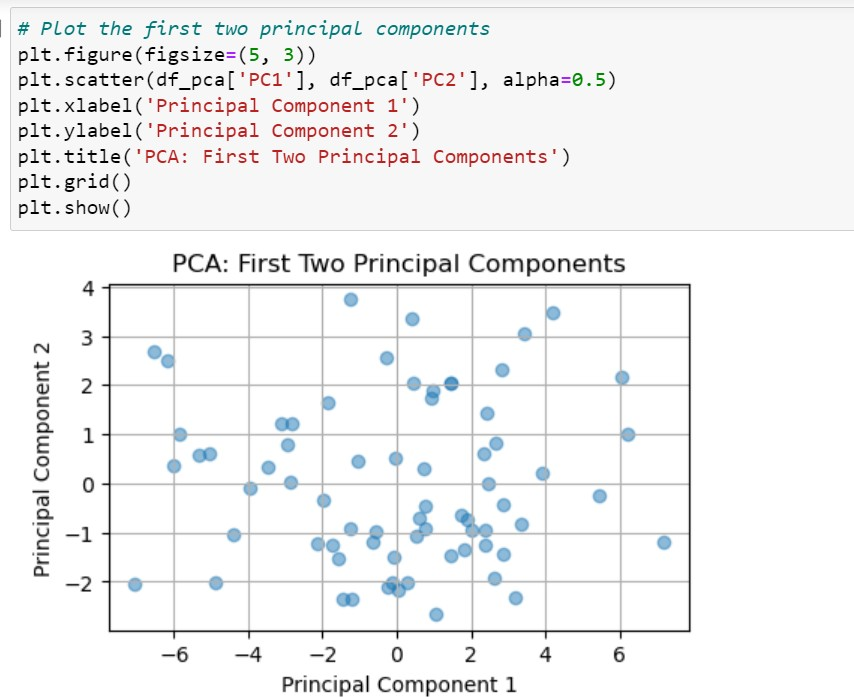 # Plot the first two principal components
plt.figure(figsize=(5, 3))
plt.scatter(df_pca['PC1'], df_pca['PC2'], alpha=0.5)
plt.xlabel('Principal Component 1')
plt.ylabel('Principal Component 2')
plt.title('PCA: First Two Principal Components')
plt.grid()
plt.show()
PCA: First Two Principal Components
Principal Component 2
4
3
2
1
0
−1
−2
−6 −4 −2 0 2 4 6
Principal Component 1